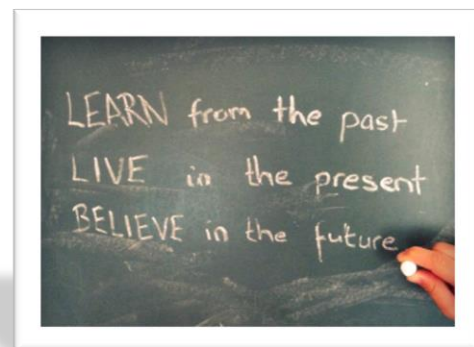 LEARN from the past
LIVE in the present
BELIEVE in the future